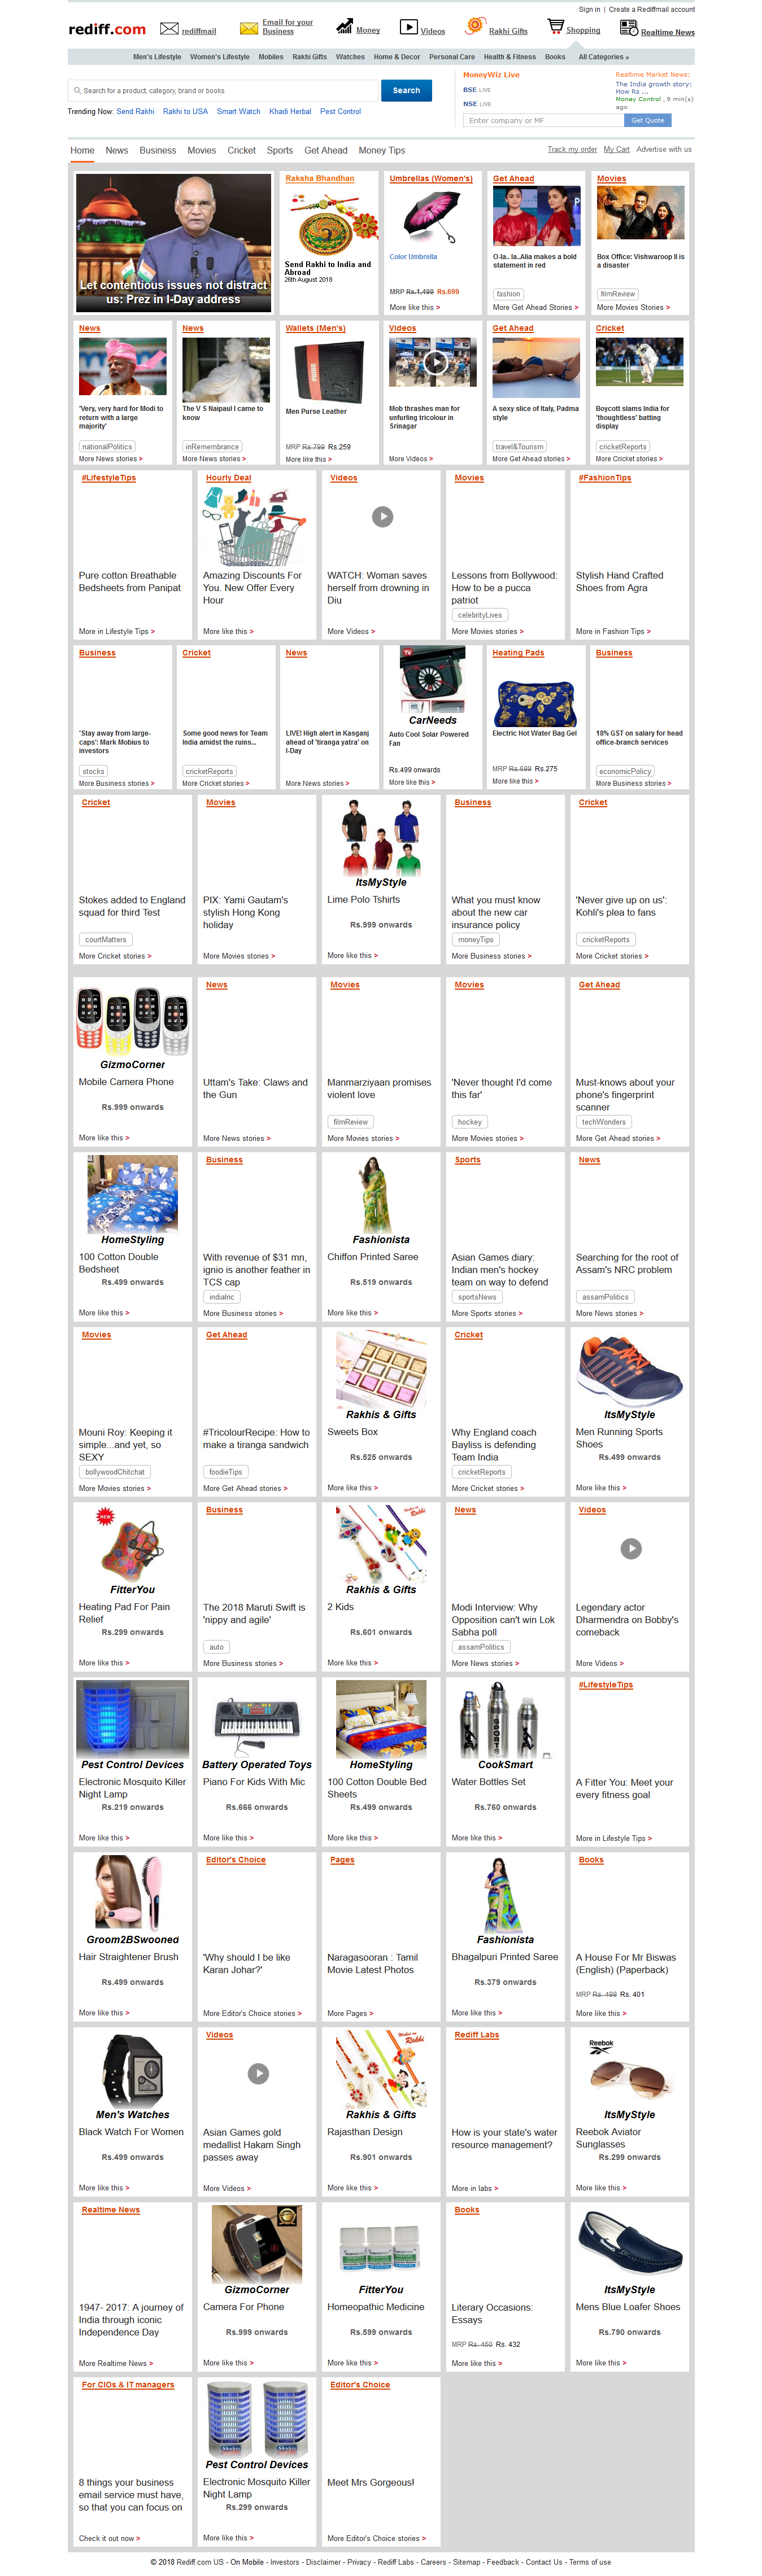 Sign in | Create a Rediffmail account
rediff.com
rediffmail
Email for your
Business
Money
Videos
Rakhi Gifts
Shopping
Realtime News
Men's Lifestyle Women's Lifestyle Mobiles Rakhi Gifts Watches Home & Decor Personal Care Health & Fitness Books All Categories »
Search for a product, category, brand or books
Search
Trending Now: Send Rakhi Rakhi to USA Smart Watch Khadi Herbal Pest Control
MoneyWiz Live
BSE LIVE
NSE LIVE
Realtime Market News:
The India growth story:
How Rs ...
Money Control , 9 min(s)
ago
Enter company or MF
Get Quote
Home News Business Movies Cricket Sports Get Ahead Money Tips
Track my order My Cart Advertise with us
Let contentious issues not distract
us: Prez in I-Day address
Raksha Bhandhan
Send Rakhi to India and
Abroad
26th August 2018
Umbrellas (Women's)
Color Umbrella
MRP Rs.1,499 Rs.699
More like this >
Get Ahead
O-la.. la..Alia makes a bold
statement in red
fashion
More Get Ahead Stories >
Movies
Box Office: Vishwaroop II is
a disaster
filmReview
More Movies Stories >
News
'Very, very hard for Modi to
return with a large
majority'
nationalPolitics
More News stories >
News
The V S Naipaul I came to
know
inRemembrance
More News stories >
Wallets (Men's)
Men Purse Leather
MRP Rs.799 Rs.259
More like this >
Videos
Mob thrashes man for
unfurling tricolour in
Srinagar
More Videos >
Get Ahead
A sexy slice of Italy, Padma
style
travel&Tourism
More Get Ahead stories >
Cricket
Boycott slams India for
'thoughtless' batting
display
cricketReports
More Cricket stories >
#LifestyleTips
Pure cotton Breathable
Bedsheets from Panipat
More in Lifestyle Tips >
Hourly Deal
Amazing Discounts For
You. New Offer Every
Hour
More like this >
Videos
WATCH: Woman saves
herself from drowning in
Diu
More Videos >
Movies
Lessons from Bollywood:
How to be a pucca
patriot
celebrityLives
More Movies stories >
#FashionTips
Stylish Hand Crafted
Shoes from Agra
More in Fashion Tips >
Business
'Stay away from large-
caps': Mark Mobius to
investors
stocks
More Business stories >
Cricket
Some good news for Team
India amidst the ruins...
cricketReports
More Cricket stories >
News
LIVE! High alert in Kasganj
ahead of 'tiranga yatra' on
I-Day
More News stories >
CarNeeds
Auto Cool Solar Powered
Fan
Rs.499 onwards
More like this >
Heating Pads
Electric Hot Water Bag Gel
MRP Rs.699 Rs.275
More like this >
Business
18% GST on salary for head
office-branch services
economicPolicy
More Business stories >
Cricket
Stokes added to England
squad for third Test
courtMatters
More Cricket stories >
Movies
PIX: Yami Gautam's
stylish Hong Kong
holiday
More Movies stories >
ItsMyStyle
Lime Polo Tshirts
Rs.999 onwards
More like this >
Business
What you must know
about the new car
insurance policy
moneyTips
More Business stories >
Cricket
'Never give up on us':
Kohli's plea to fans
cricketReports
More Cricket stories >
GizmoCorner
Mobile Camera Phone
Rs.999 onwards
More like this >
News
Uttam's Take: Claws and
the Gun
More News stories >
Movies
Manmarziyaan promises
violent love
filmReview
More Movies stories >
Movies
'Never thought I'd come
this far'
hockey
More Movies stories >
Get Ahead
Must-knows about your
phone's fingerprint
scanner
techWonders
More Get Ahead stories >
HomeStyling
100 Cotton Double
Bedsheet
Rs.499 onwards
More like this >
Business
With revenue of $31 mn,
ignio is another feather in
TCS cap
indiaInc
More Business stories >
Fashionista
Chiffon Printed Saree
Rs.519 onwards
More like this >
Sports
Asian Games diary:
Indian men's hockey
team on way to defend
sportsNews
More Sports stories >
News
Searching for the root of
Assam's NRC problem
assamPolitics
More News stories >
Movies
Mouni Roy: Keeping it
simple...and yet, so
SEXY
bollywoodChitchat
More Movies stories >
Get Ahead
#TricolourRecipe: How to
make a tiranga sandwich
foodieTips
More Get Ahead stories >
Rakhis & Gifts
Sweets Box
Rs.525 onwards
More like this >
Cricket
Why England coach
Bayliss is defending
Team India
cricketReports
More Cricket stories >
ItsMyStyle
Men Running Sports
Shoes
Rs.499 onwards
More like this >
NEW
FitterYou
Heating Pad For Pain
Relief
Rs.299 onwards
More like this >
Business
The 2018 Maruti Swift is
'nippy and agile'
auto
More Business stories >
Rakhis & Gifts
2 Kids
Rs.601 onwards
More like this >
News
Modi Interview: Why
Opposition can't win Lok
Sabha poll
assamPolitics
More News stories >
Videos
Legendary actor
Dharmendra on Bobby's
comeback
More Videos >
Pest Control Devices
Electronic Mosquito Killer
Night Lamp
Rs.219 onwards
More like this >
Battery Operated Toys
Piano For Kids With Mic
Rs.666 onwards
More like this >
HomeStyling
100 Cotton Double Bed
Sheets
Rs.499 onwards
More like this >
SPORTS
CookSmart
Water Bottles Set
Rs.760 onwards
More like this >
#LifestyleTips
A Fitter You: Meet your
every fitness goal
More in Lifestyle Tips >
Groom2BSwooned
Hair Straightener Brush
Rs.499 onwards
More like this >
Editor's Choice
'Why should I be like
Karan Johar?'
More Editor's Choice stories >
Pages
Naragasooran : Tamil
Movie Latest Photos
More Pages >
Fashionista
Bhagalpuri Printed Saree
Rs.379 onwards
More like this >
Books
A House For Mr Biswas
(English) (Paperback)
MRP Rs. 499 Rs. 401
More like this >
Men's Watches
Black Watch For Women
Rs.499 onwards
More like this >
Videos
Asian Games gold
medallist Hakam Singh
passes away
More Videos >
Rakhis & Gifts
Rajasthan Design
Rs.901 onwards
More like this >
Rediff Labs
How is your state's water
resource management?
More in labs >
Reebok
ItsMyStyle
Reebok Aviator
Sunglasses
Rs.299 onwards
More like this >
Realtime News
1947- 2017: A journey of
India through iconic
Independence Day
More Realtime News >
GizmoCorner
Camera For Phone
Rs.999 onwards
More like this >
FitterYou
Homeopathic Medicine
Rs.599 onwards
More like this >
Books
Literary Occasions:
Essays
MRP Rs. 450 Rs. 432
More like this >
ItsMyStyle
Mens Blue Loafer Shoes
Rs.790 onwards
More like this >
For CIOs & IT managers
8 things your business
email service must have,
so that you can focus on
Check it out now >
Pest Control Devices
Electronic Mosquito Killer
Night Lamp
Rs.299 onwards
More like this >
Editor's Choice
Meet Mrs Gorgeous!
More Editor's Choice stories >
© 2018 Rediff.com US - On Mobile - Investors - Disclaimer - Privacy - Rediff Labs - Careers - Sitemap - Feedback - Contact Us - Terms of use